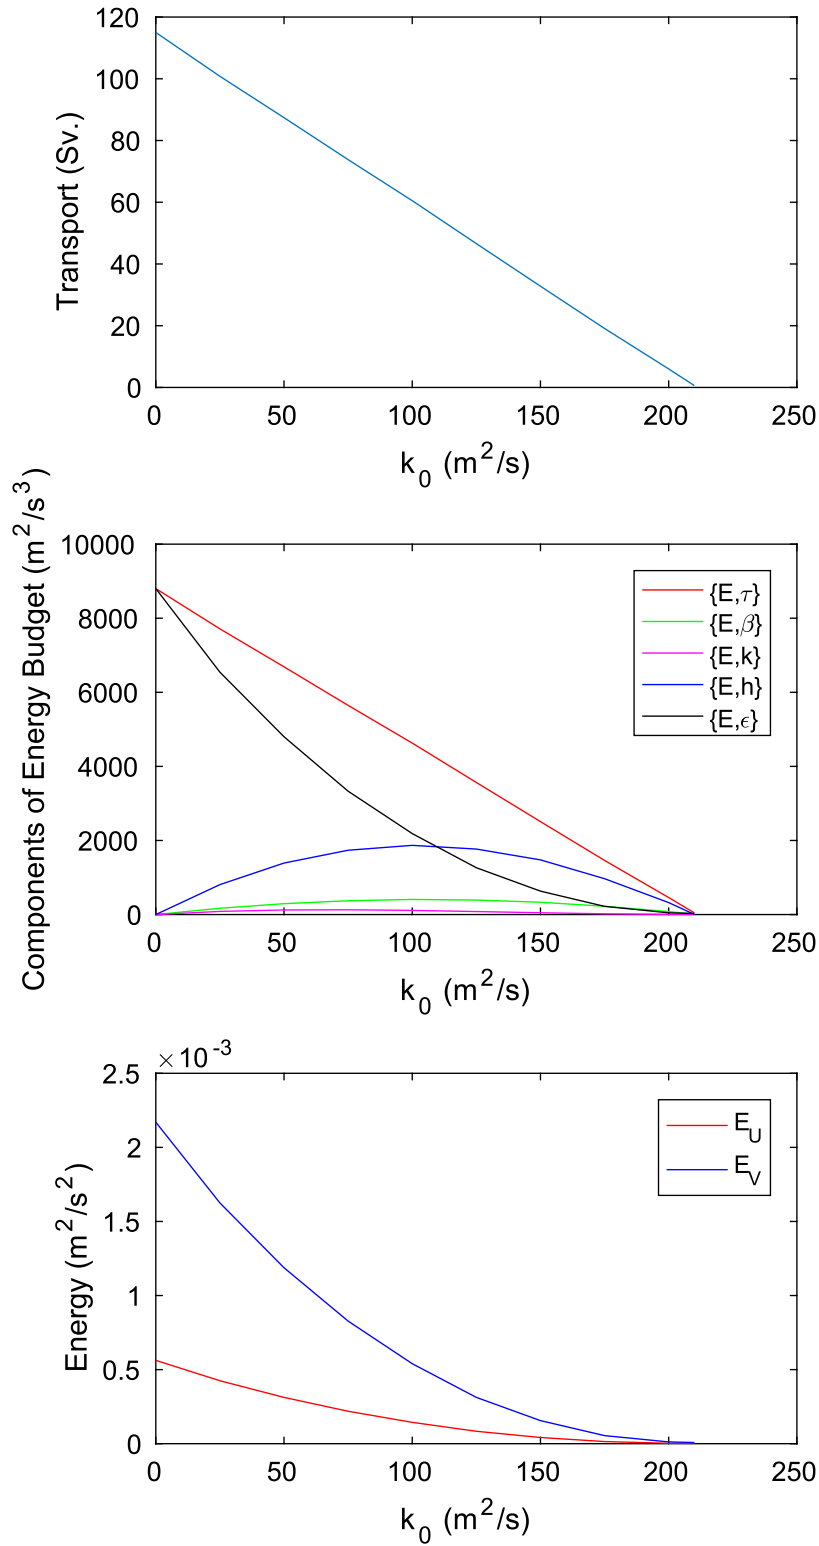 120
100
80
60
40
20
0
Transport (Sv.)
0 50 100 150 200 250
k₀ (m²/s)
10000
8000
6000
4000
2000
0
Components of Energy Budget (m²/s³)
{E,τ}
{E,β}
{E,k}
{E,h}
{E,ϵ}
0 50 100 150 200 250
k₀ (m²/s)
×10⁻³
2.5
2
1.5
1
0.5
0
Energy (m²/s²)
E_U
E_V
0 50 100 150 200 250
k₀ (m²/s)